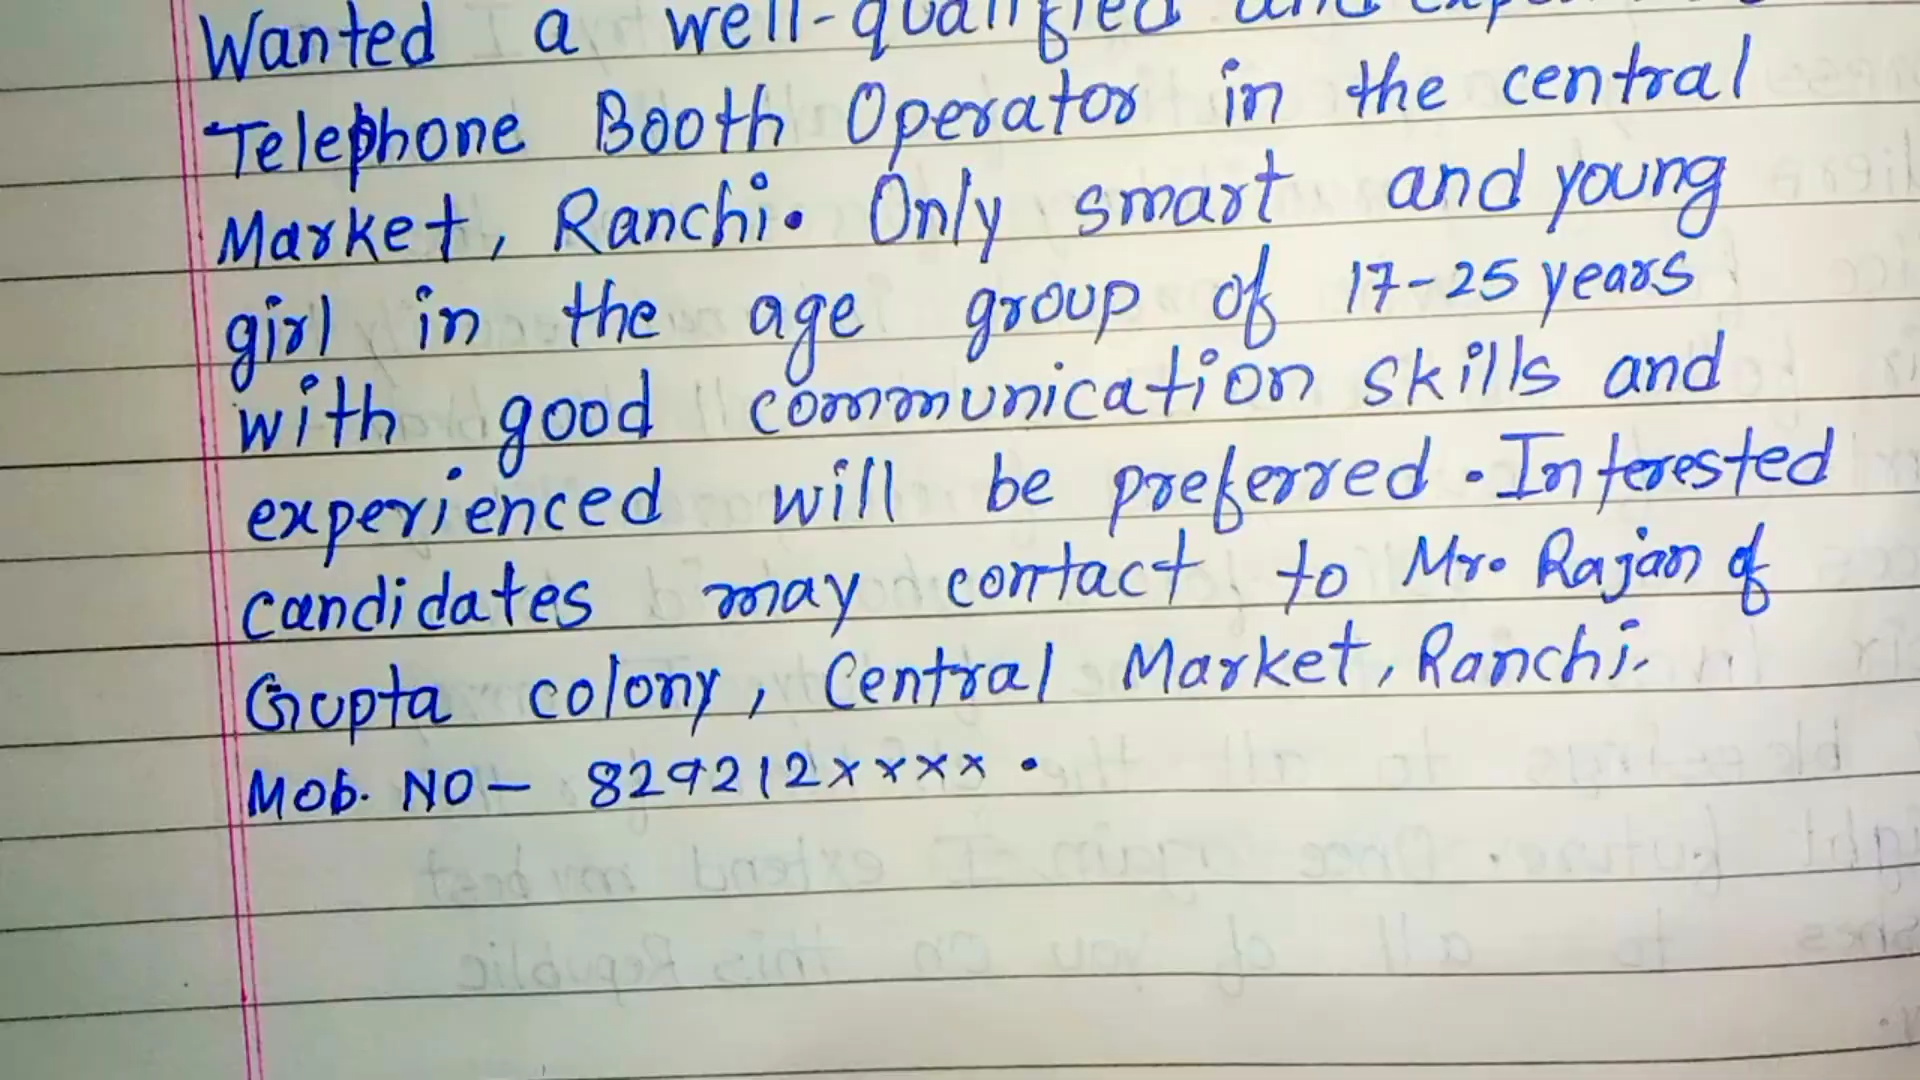 Wanted a well-qualified and
Telephone Booth Operator in the central
Market, Ranchi. Only smart and young
girl in the age group of 17-25 years
with good communication skills and
experienced will be preferred. Interested
candidates may contact to Mr. Rajan of
Gupta colony, Central Market, Ranchi.
Mob. NO- 829212xxxx.